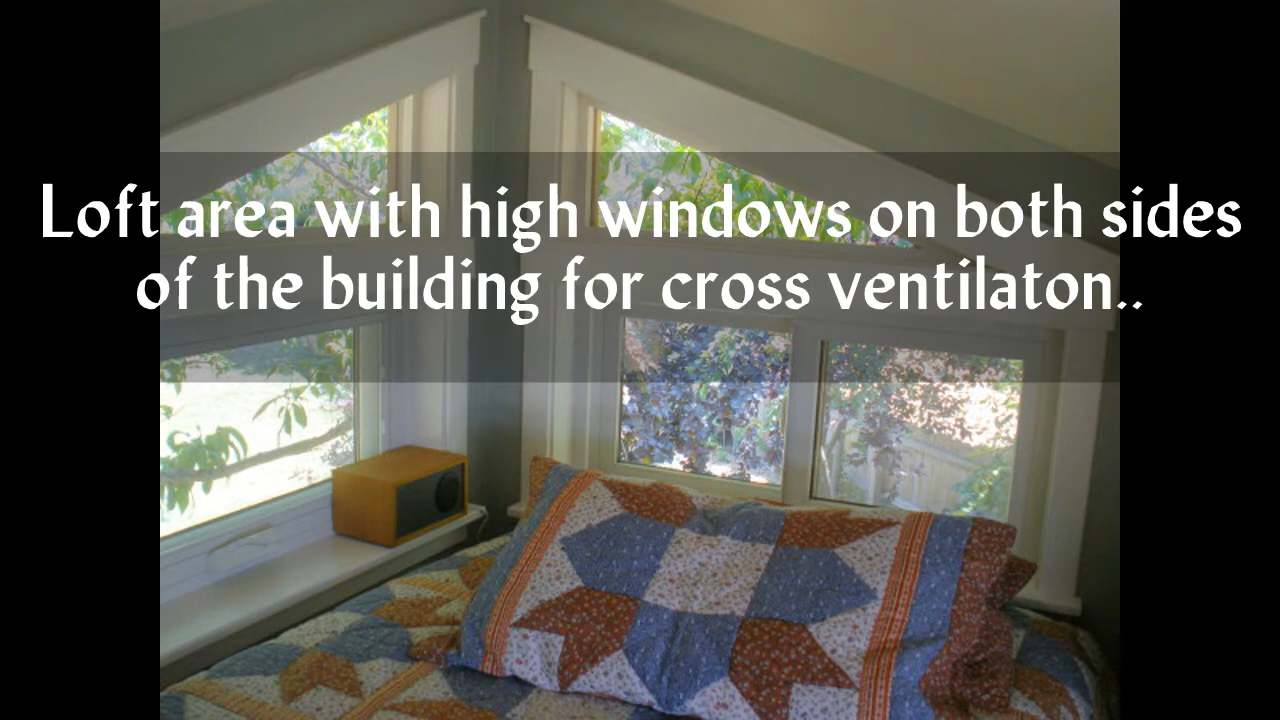 Loft area with high windows on both sides
of the building for cross ventilaton..